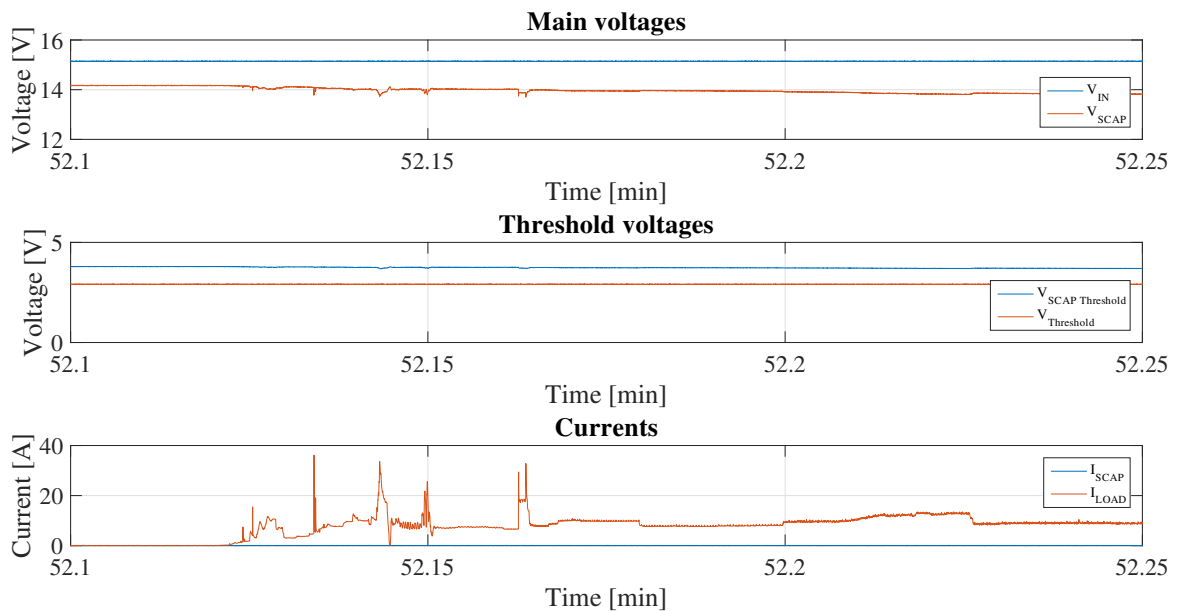 Main voltages
Voltage [V]
16
14
12
V_IN
V_SCAP
52.1 52.15 52.2 52.25
Time [min]
Threshold voltages
Voltage [V]
5
0
V_SCAP Threshold
V_Threshold
52.1 52.15 52.2 52.25
Time [min]
Currents
Current [A]
40
20
0
I_SCAP
I_LOAD
52.1 52.15 52.2 52.25
Time [min]